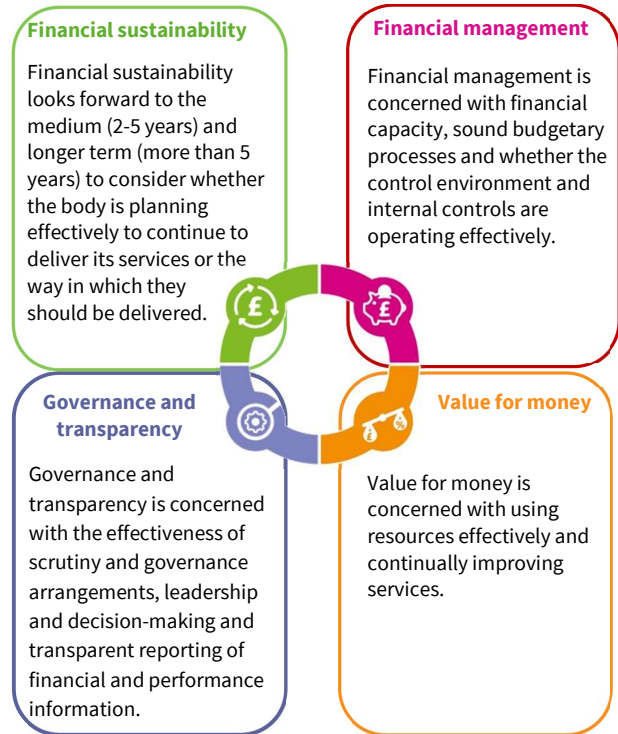 Financial sustainability
Financial sustainability
looks forward to the
medium (2-5 years) and
longer term (more than 5
years) to consider whether
the body is planning
effectively to continue to
deliver its services or the
way in which they
should be delivered.
Financial management
Financial management is
concerned with financial
capacity, sound budgetary
processes and whether the
control environment and
internal controls are
operating effectively.
£
£
Governance and
transparency
Governance and
transparency is concerned
with the effectiveness of
scrutiny and governance
arrangements, leadership
and decision-making and
transparent reporting of
financial and performance
information.
£
%
Value for money
Value for money is
concerned with using
resources effectively and
continually improving
services.